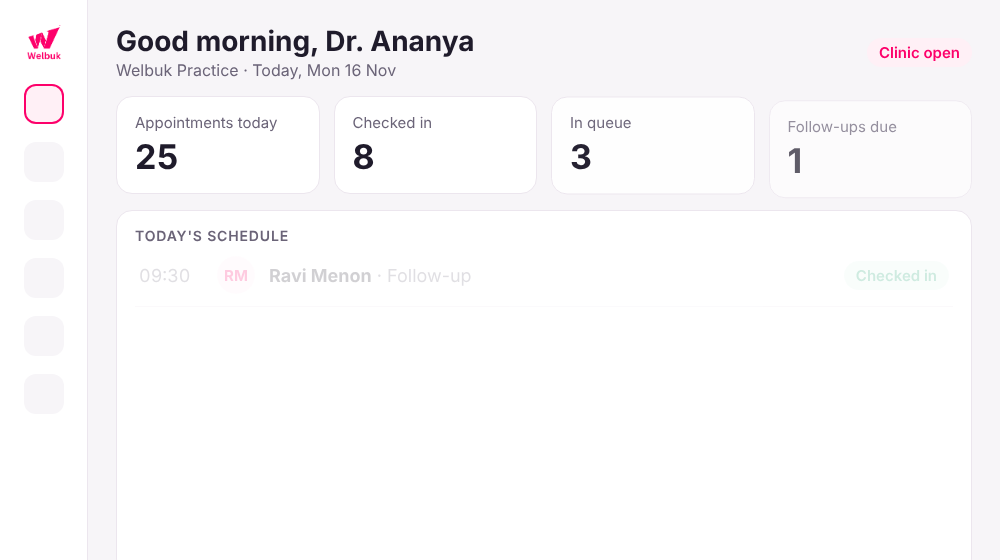 Welbuk
Good morning, Dr. Ananya
Welbuk Practice · Today, Mon 16 Nov
Clinic open
Appointments today
25
Checked in
8
In queue
3
Follow-ups due
1
TODAY'S SCHEDULE
09:30 RM Ravi Menon · Follow-up Checked in